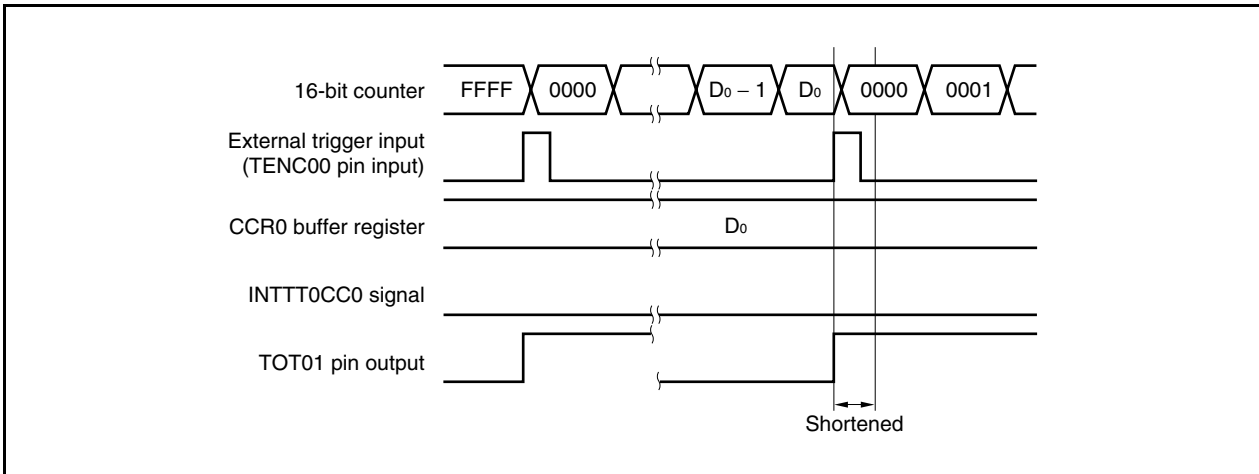 16-bit counter FFFF 0000 D₀ − 1 D₀ 0000 0001
External trigger input
(TENC00 pin input)
CCR0 buffer register D₀
INTTT0CC0 signal
TOT01 pin output
Shortened